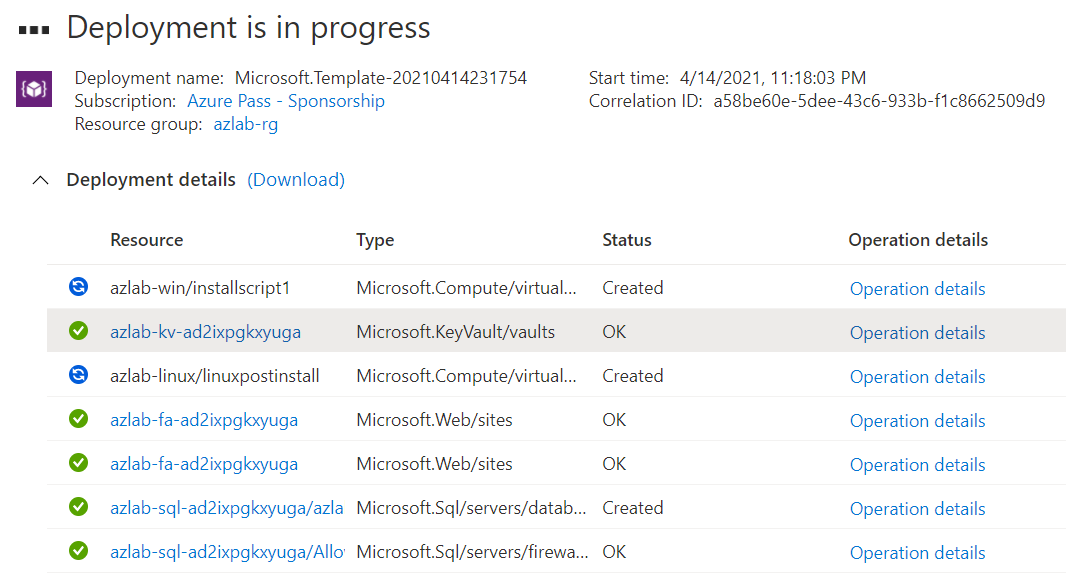 Deployment is in progress
Deployment name: Microsoft.Template-20210414231754
Start time: 4/14/2021, 11:18:03 PM
Subscription: Azure Pass - Sponsorship
Correlation ID: a58be60e-5dee-43c6-933b-f1c8662509d9
Resource group: azlab-rg
Deployment details (Download)
Resource Type Status Operation details
azlab-win/installscript1 Microsoft.Compute/virtual... Created Operation details
azlab-kv-ad2ixpgkxyuga Microsoft.KeyVault/vaults OK Operation details
azlab-linux/linuxpostinstall Microsoft.Compute/virtual... Created Operation details
azlab-fa-ad2ixpgkxyuga Microsoft.Web/sites OK Operation details
azlab-fa-ad2ixpgkxyuga Microsoft.Web/sites OK Operation details
azlab-sql-ad2ixpgkxyuga/azla Microsoft.Sql/servers/datab... Created Operation details
azlab-sql-ad2ixpgkxyuga/Allo Microsoft.Sql/servers/firewa... OK Operation details